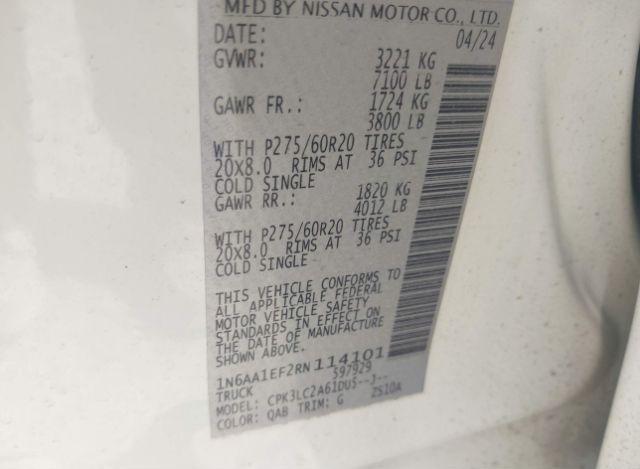 MFD BY NISSAN MOTOR CO., LTD.
DATE: 04/24
GVWR: 3221 KG
7100 LB
GAWR FR.: 1724 KG
3800 LB
WITH P275/60R20 TIRES
20X8.0 RIMS AT 36 PSI
COLD SINGLE
GAWR RR.: 1820 KG
4012 LB
WITH P275/60R20 TIRES
20X8.0 RIMS AT 36 PSI
COLD SINGLE
THIS VEHICLE CONFORMS TO
ALL APPLICABLE FEDERAL
MOTOR VEHICLE SAFETY
STANDARDS IN EFFECT ON
THE DATE OF MANUFACTURE
SHOWN ABOVE.
1N6AA1EF2RN114101
TRUCK 597929
MODEL: CPK3LC2A61DUS--J--
COLOR: QAB TRIM: G ZS10A